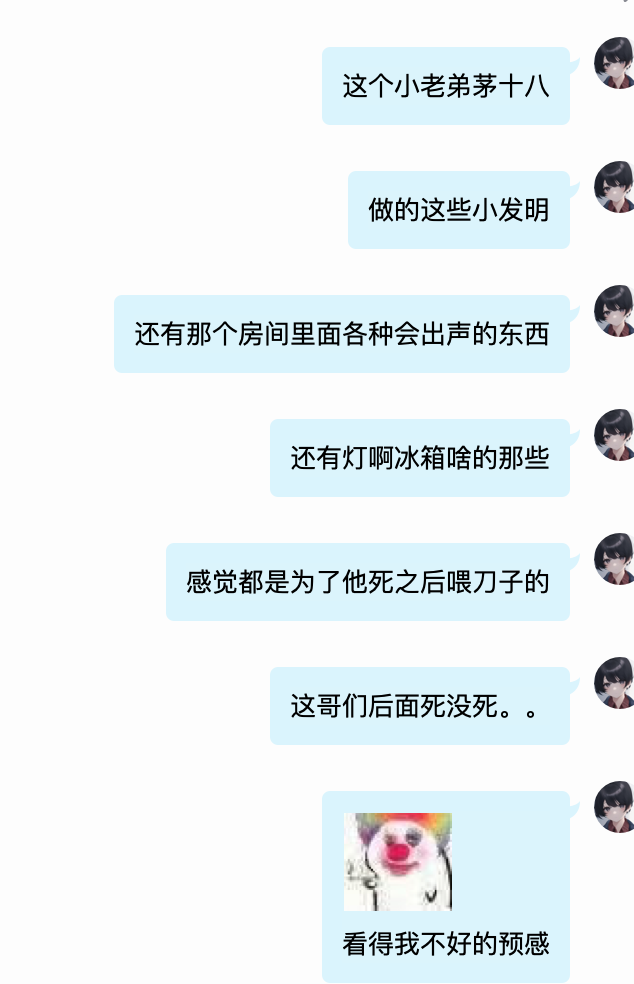 这个小老弟茅十八
做的这些小发明
还有那个房间里面各种会出声的东西
还有灯啊冰箱啥的那些
感觉都是为了他死之后喂刀子的
这哥们后面死没死。。
看得我不好的预感